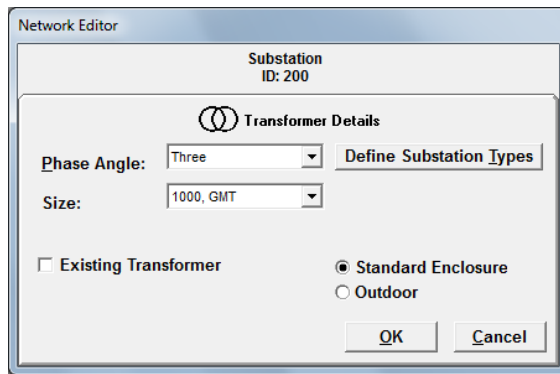 Network Editor
Substation
ID: 200
Transformer Details
Phase Angle: Three Define Substation Types
Size: 1000, GMT
Existing Transformer Standard Enclosure
Outdoor
OK Cancel